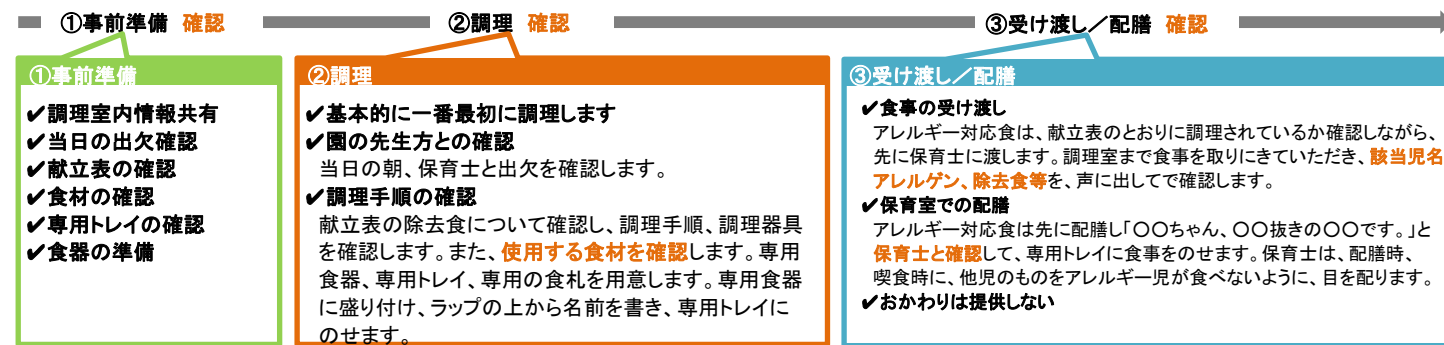 ①事前準備 確認
②調理 確認
③受け渡し／配膳 確認
①事前準備
✔調理室内情報共有
✔当日の出欠確認
✔献立表の確認
✔食材の確認
✔専用トレイの確認
✔食器の準備
②調理
✔基本的に一番最初に調理します
✔園の先生方との確認
当日の朝、保育士と出欠を確認します。
✔調理手順の確認
献立表の除去食について確認し、調理手順、調理器具
を確認します。また、使用する食材を確認します。専用
食器、専用トレイ、専用の食札を用意します。専用食器
に盛り付け、ラップの上から名前を書き、専用トレイに
のせます。
③受け渡し／配膳
✔食事の受け渡し
アレルギー対応食は、献立表のとおりに調理されているか確認しながら、
先に保育士に渡します。調理室まで食事を取りにきていただき、該当児名
アレルゲン、除去食等を、声に出してで確認します。
✔保育室での配膳
アレルギー対応食は先に配膳し「〇〇ちゃん、〇〇抜きの〇〇です。」と
保育士と確認して、専用トレイに食事をのせます。保育士は、配膳時、
喫食時に、他児のものをアレルギー児が食べないように、目を配ります。
✔おかわりは提供しない